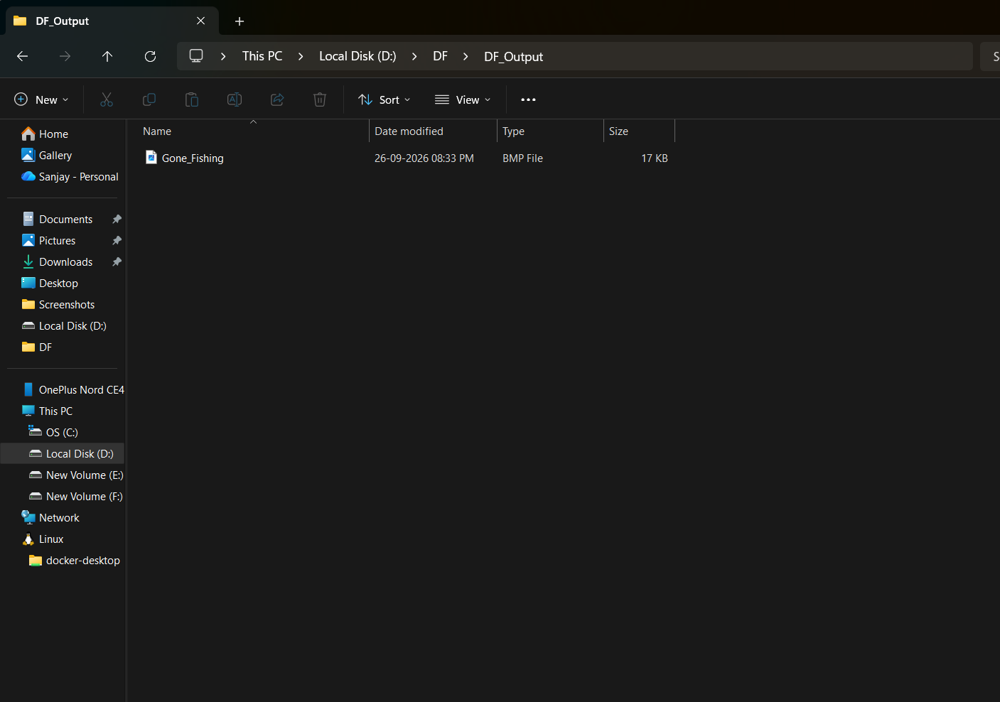 DF_Output
This PC > Local Disk (D:) > DF > DF_Output
New
Sort
View
Name
Date modified
Type
Size
Gone_Fishing
26-09-2026 08:33 PM
BMP File
17 KB
Home
Gallery
Sanjay - Personal
Documents
Pictures
Downloads
Desktop
Screenshots
Local Disk (D:)
DF
OnePlus Nord CE4
This PC
OS (C:)
Local Disk (D:)
New Volume (E:)
New Volume (F:)
Network
Linux
docker-desktop